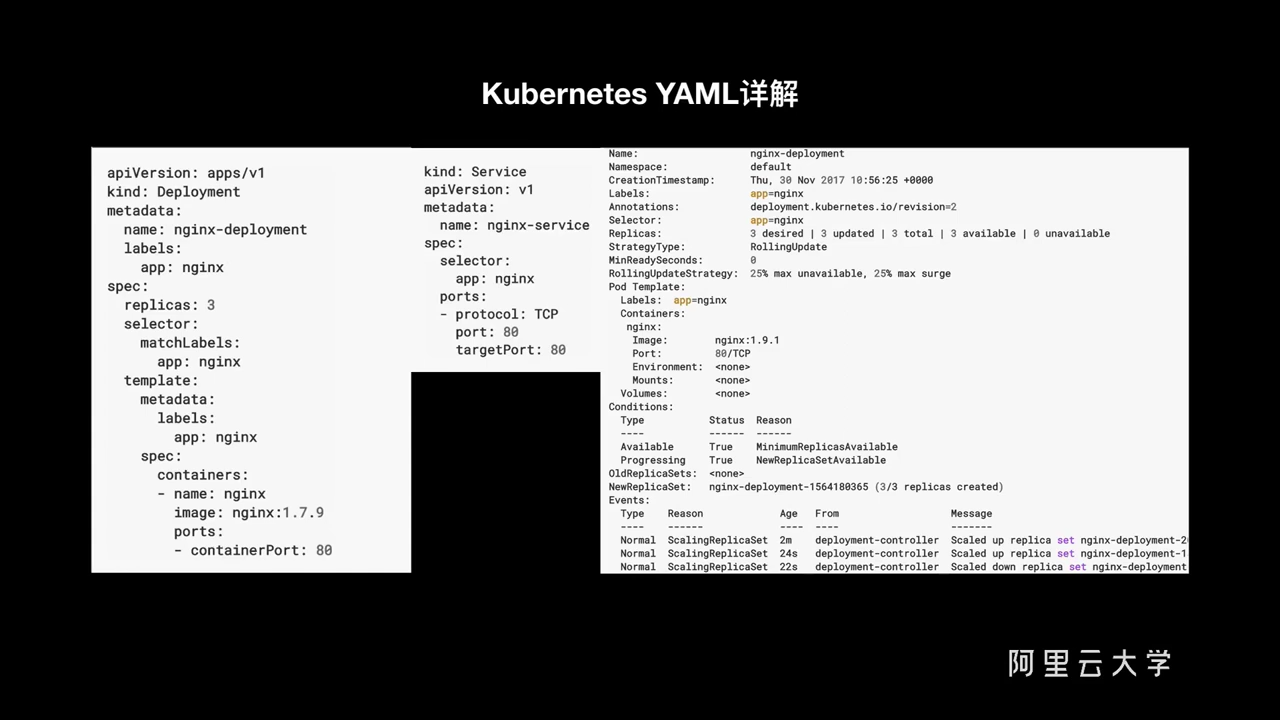 Kubernetes YAML详解
apiVersion: apps/v1
kind: Deployment
metadata:
  name: nginx-deployment
  labels:
    app: nginx
spec:
  replicas: 3
  selector:
    matchLabels:
      app: nginx
  template:
    metadata:
      labels:
        app: nginx
    spec:
      containers:
      - name: nginx
        image: nginx:1.7.9
        ports:
        - containerPort: 80
kind: Service
apiVersion: v1
metadata:
  name: nginx-service
spec:
  selector:
    app: nginx
  ports:
  - protocol: TCP
    port: 80
    targetPort: 80
Name: nginx-deployment
Namespace: default
CreationTimestamp: Thu, 30 Nov 2017 10:56:25 +0000
Labels: app=nginx
Annotations: deployment.kubernetes.io/revision=2
Selector: app=nginx
Replicas: 3 desired | 3 updated | 3 total | 3 available | 0 unavailable
StrategyType: RollingUpdate
MinReadySeconds: 0
RollingUpdateStrategy: 25% max unavailable, 25% max surge
Pod Template:
  Labels: app=nginx
  Containers:
   nginx:
    Image: nginx:1.9.1
    Port: 80/TCP
    Environment: <none>
    Mounts: <none>
  Volumes: <none>
Conditions:
  Type Status Reason
  ---- ------ ------
  Available True MinimumReplicasAvailable
  Progressing True NewReplicaSetAvailable
OldReplicaSets: <none>
NewReplicaSet: nginx-deployment-1564180365 (3/3 replicas created)
Events:
  Type Reason Age From Message
  ---- ------ ---- ---- -------
  Normal ScalingReplicaSet 2m deployment-controller Scaled up replica set nginx-deployment-2
  Normal ScalingReplicaSet 24s deployment-controller Scaled up replica set nginx-deployment-1
  Normal ScalingReplicaSet 22s deployment-controller Scaled down replica set nginx-deployment
阿里云大学